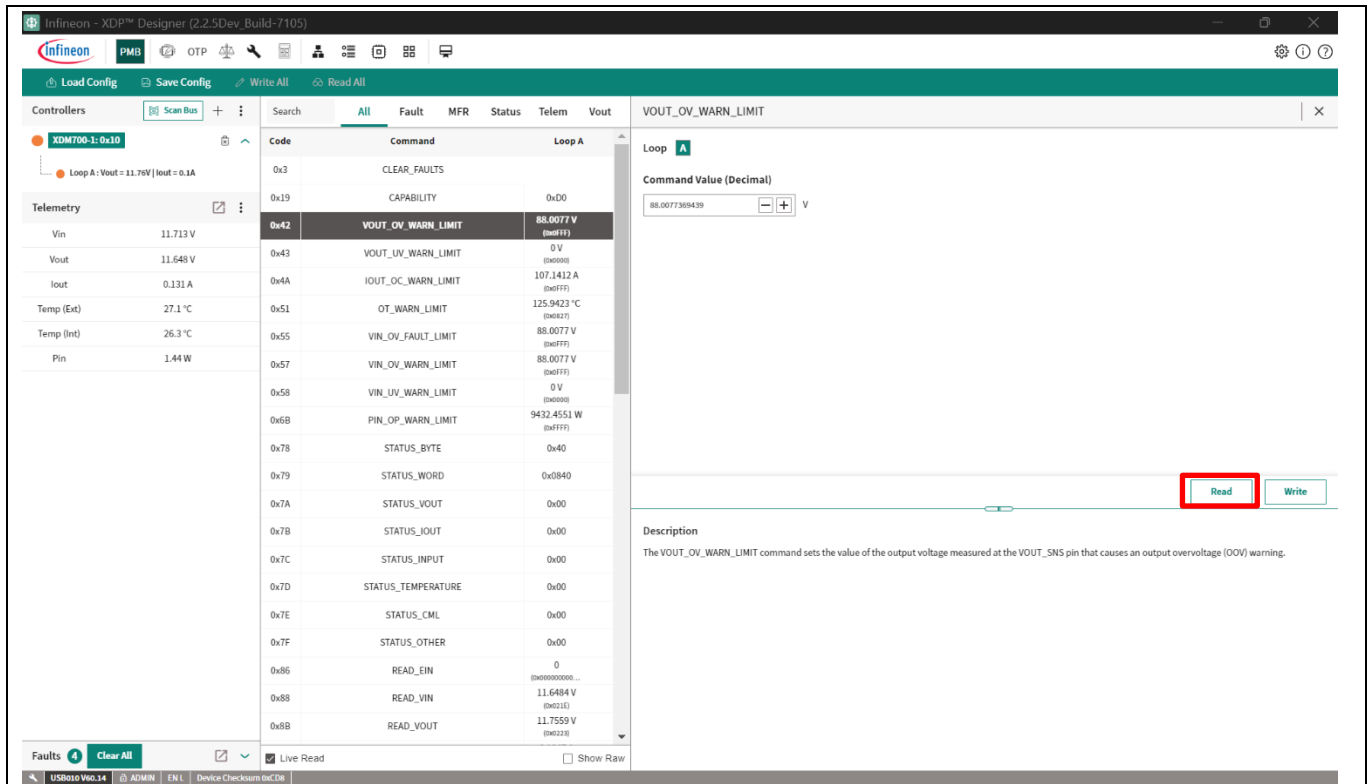 Infineon - XDP™ Designer (2.2.5Dev_Build-7105)
infineon PMB OTP
Load Config Save Config Write All Read All
Controllers Scan Bus
XDM700-1: 0x10
Loop A : Vout = 11.76V | Iout = 0.1A
Telemetry
Vin 11.713 V
Vout 11.648 V
Iout 0.131 A
Temp (Ext) 27.1 °C
Temp (Int) 26.3 °C
Pin 1.44 W
Faults 4 Clear All
Search All Fault MFR Status Telem Vout
Code Command Loop A
0x3 CLEAR_FAULTS
0x19 CAPABILITY 0xD0
0x42 VOUT_OV_WARN_LIMIT 88.0077 V
(0x0FFF)
0x43 VOUT_UV_WARN_LIMIT 0 V
(0x0000)
0x4A IOUT_OC_WARN_LIMIT 107.1412 A
(0x0FFF)
0x51 OT_WARN_LIMIT 125.9423 °C
(0x0827)
0x55 VIN_OV_FAULT_LIMIT 88.0077 V
(0x0FFF)
0x57 VIN_OV_WARN_LIMIT 88.0077 V
(0x0FFF)
0x58 VIN_UV_WARN_LIMIT 0 V
(0x0000)
0x6B PIN_OP_WARN_LIMIT 9432.4551 W
(0xFFFF)
0x78 STATUS_BYTE 0x40
0x79 STATUS_WORD 0x0840
0x7A STATUS_VOUT 0x00
0x7B STATUS_IOUT 0x00
0x7C STATUS_INPUT 0x00
0x7D STATUS_TEMPERATURE 0x00
0x7E STATUS_CML 0x00
0x7F STATUS_OTHER 0x00
0x86 READ_EIN 0
(0x000000000...
0x88 READ_VIN 11.6484 V
(0x021E)
0x8B READ_VOUT 11.7559 V
(0x0223)
Live Read Show Raw
VOUT_OV_WARN_LIMIT
Loop A
Command Value (Decimal)
88.0077369439 V
Read Write
Description
The VOUT_OV_WARN_LIMIT command sets the value of the output voltage measured at the VOUT_SNS pin that causes an output overvoltage (OOV) warning.
USB010 V60.14 ADMIN EN L Device Checksum 0xCD8